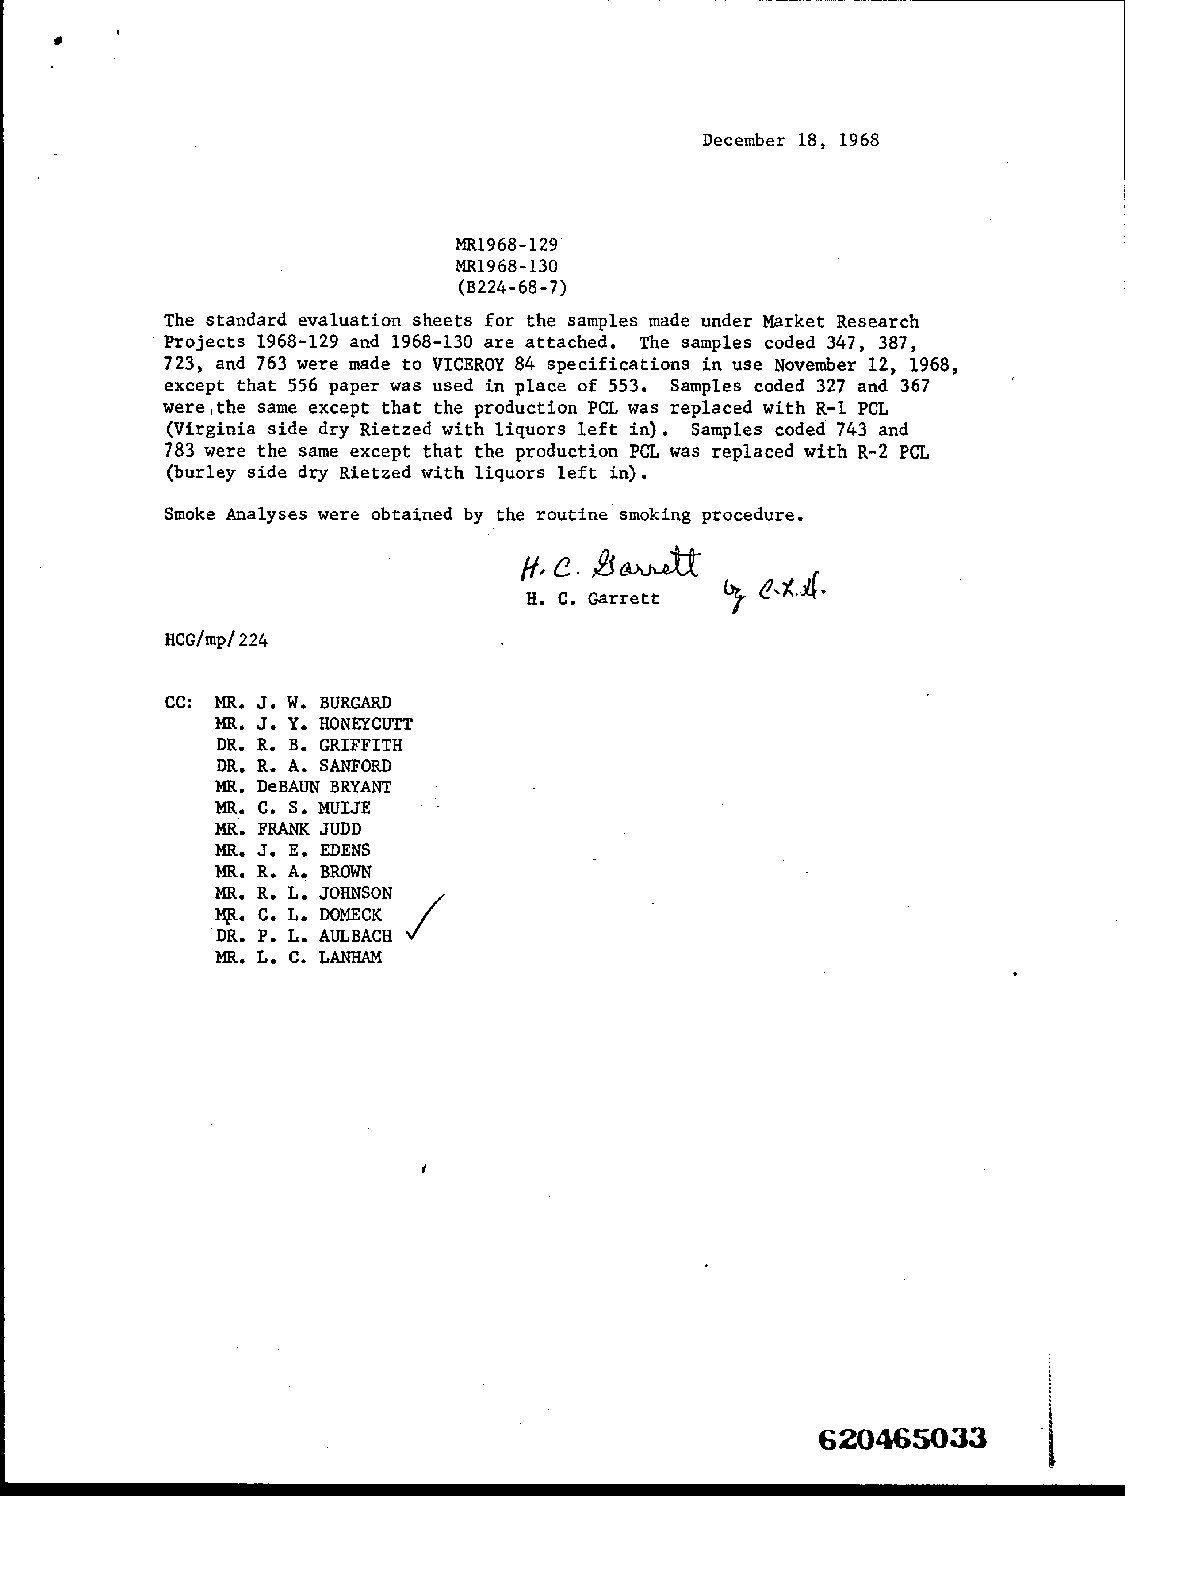 December 18, 1968
MR1968-129
MR1968-130
(B224-68-7)
The standard evaluation sheets for the samples made under Market Research
Projects 1968-129 and 1968-130 are attached. The samples coded 347, 387,
723, and 763 were made to VICEROY 84 specifications in use November 12, 1968,
except that 556 paper was used in place of 553. Samples coded 327 and 367
were the same except that the production PCL was replaced with R-1 PCL
(Virginia side dry Rietzed with liquors left in). Samples coded 743 and
783 were the same except that the production PCL was replaced with R-2 PCL
(burley side dry Rietzed with liquors left in).
Smoke Analyses were obtained by the routine smoking procedure.
H. C. Garrett
by
H. C. Garrett
HCG/mp/224
CC: MR. J. W. BURGARD
MR. J. Y. HONEYCUTT
DR. R. B. GRIFFITH
DR. R. A. SANFORD
MR. DeBAUN BRYANT
MR. C. S. MUIJE
MR. FRANK JUDD
MR. J. E. EDENS
MR. R. A. BROWN
MR. R. L. JOHNSON
MR. C. L. DOMECK
DR. P. L. AULBACH
MR. L. C. LANHAM
620465033